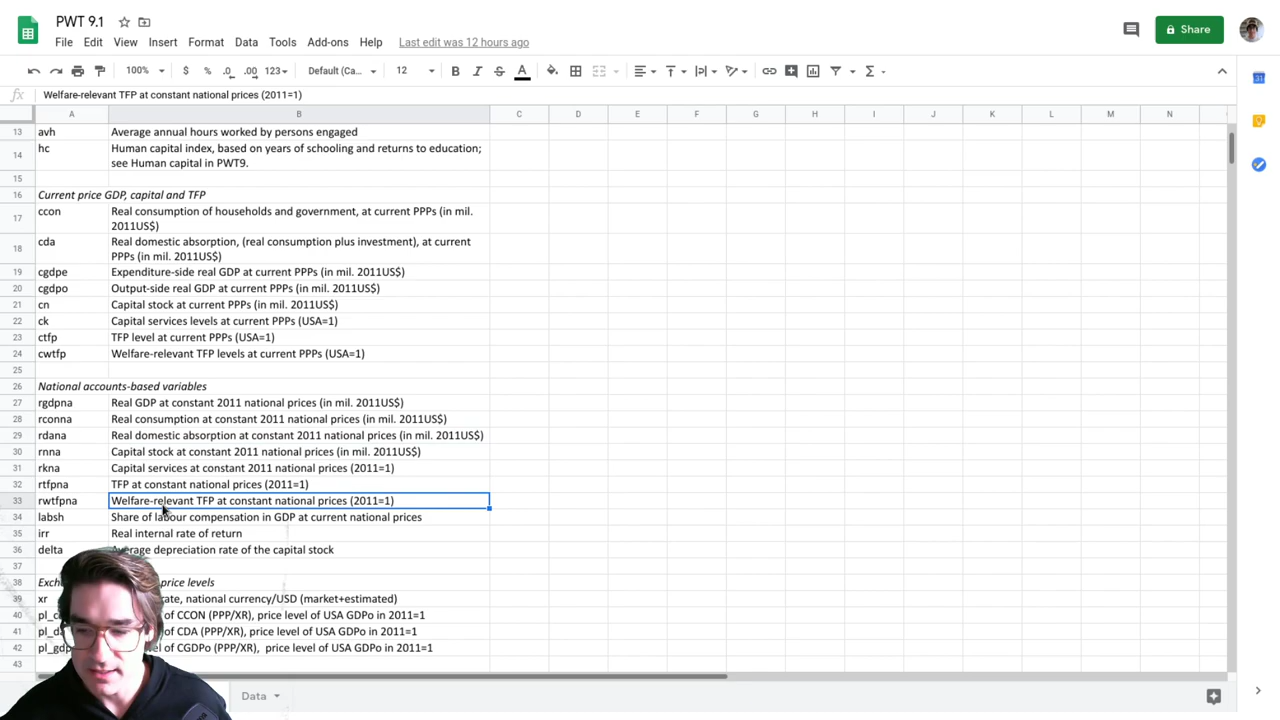 PWT 9.1
File Edit View Insert Format Data Tools Add-ons Help Last edit was 12 hours ago
Share
100% $ % .0 .00 123 Default (Ca... 12 B I S A
fx Welfare-relevant TFP at constant national prices (2011=1)
A B C D E F G H I J K L M N
13 avh Average annual hours worked by persons engaged
14 hc Human capital index, based on years of schooling and returns to education;
see Human capital in PWT9.
15
16 Current price GDP, capital and TFP
17 ccon Real consumption of households and government, at current PPPs (in mil.
2011US$)
18 cda Real domestic absorption, (real consumption plus investment), at current
PPPs (in mil. 2011US$)
19 cgdpe Expenditure-side real GDP at current PPPs (in mil. 2011US$)
20 cgdpo Output-side real GDP at current PPPs (in mil. 2011US$)
21 cn Capital stock at current PPPs (in mil. 2011US$)
22 ck Capital services levels at current PPPs (USA=1)
23 ctfp TFP level at current PPPs (USA=1)
24 cwtfp Welfare-relevant TFP levels at current PPPs (USA=1)
25
26 National accounts-based variables
27 rgdpna Real GDP at constant 2011 national prices (in mil. 2011US$)
28 rconna Real consumption at constant 2011 national prices (in mil. 2011US$)
29 rdana Real domestic absorption at constant 2011 national prices (in mil. 2011US$)
30 rnna Capital stock at constant 2011 national prices (in mil. 2011US$)
31 rkna Capital services at constant 2011 national prices (2011=1)
32 rtfpna TFP at constant national prices (2011=1)
33 rwtfpna Welfare-relevant TFP at constant national prices (2011=1)
34 labsh Share of labour compensation in GDP at current national prices
35 irr Real internal rate of return
36 delta Average depreciation rate of the capital stock
37
38 price levels
39 xr national currency/USD (market+estimated)
40 of CCON (PPP/XR), price level of USA GDPo in 2011=1
41 of CDA (PPP/XR), price level of USA GDPo in 2011=1
42 of CGDPo (PPP/XR), price level of USA GDPo in 2011=1
43
Data